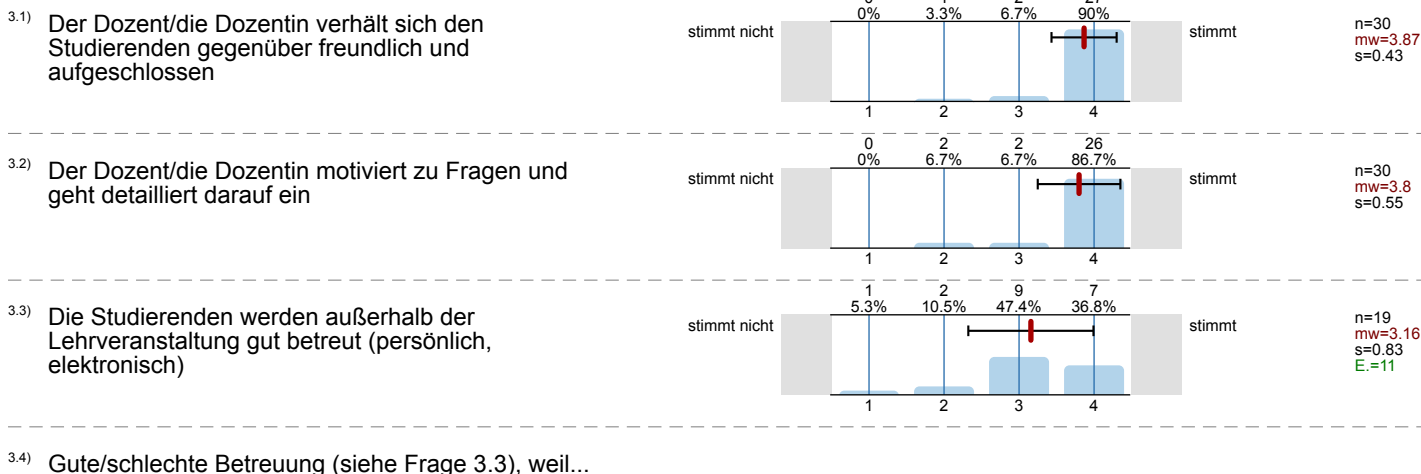 3.1) Der Dozent/die Dozentin verhält sich den
Studierenden gegenüber freundlich und
aufgeschlossen
0 1 2 27
0% 3.3% 6.7% 90%
stimmt nicht
stimmt
1 2 3 4
n=30
mw=3.87
s=0.43
3.2) Der Dozent/die Dozentin motiviert zu Fragen und
geht detailliert darauf ein
0 2 2 26
0% 6.7% 6.7% 86.7%
stimmt nicht
stimmt
1 2 3 4
n=30
mw=3.8
s=0.55
3.3) Die Studierenden werden außerhalb der
Lehrveranstaltung gut betreut (persönlich,
elektronisch)
1 2 9 7
5.3% 10.5% 47.4% 36.8%
stimmt nicht
stimmt
1 2 3 4
n=19
mw=3.16
s=0.83
E.=11
3.4) Gute/schlechte Betreuung (siehe Frage 3.3), weil...